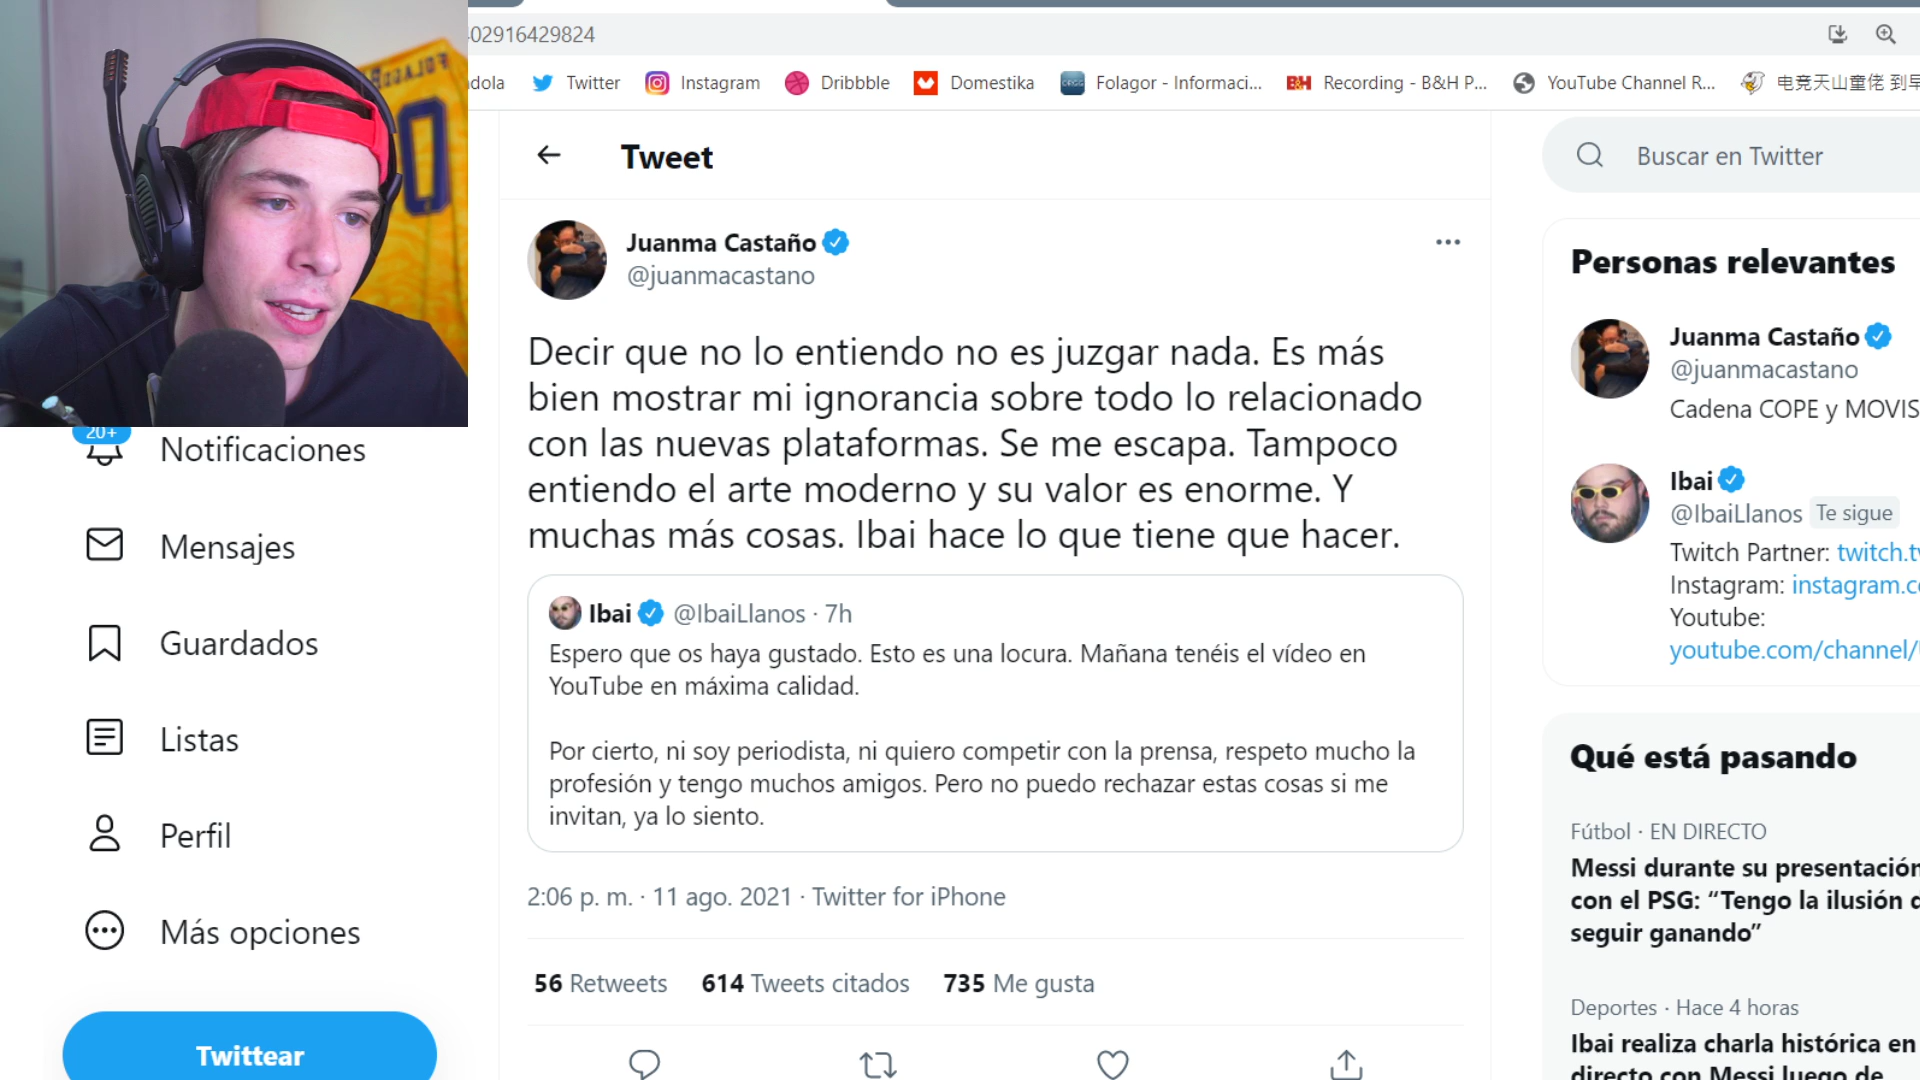 02916429824
dola
Twitter
Instagram
Dribbble
Domestika
Folagor - Informaci...
B&H
Recording - B&H P...
YouTube Channel R...
电竞天山童佬 到早
Tweet
Buscar en Twitter
Juanma Castaño
@juanmacastano
Decir que no lo entiendo no es juzgar nada. Es más
bien mostrar mi ignorancia sobre todo lo relacionado
con las nuevas plataformas. Se me escapa. Tampoco
entiendo el arte moderno y su valor es enorme. Y
muchas más cosas. Ibai hace lo que tiene que hacer.
Ibai @IbaiLlanos · 7h
Espero que os haya gustado. Esto es una locura. Mañana tenéis el vídeo en
YouTube en máxima calidad.
Por cierto, ni soy periodista, ni quiero competir con la prensa, respeto mucho la
profesión y tengo muchos amigos. Pero no puedo rechazar estas cosas si me
invitan, ya lo siento.
2:06 p. m. · 11 ago. 2021 · Twitter for iPhone
56 Retweets 614 Tweets citados 735 Me gusta
20+
Notificaciones
Mensajes
Guardados
Listas
Perfil
Más opciones
Twittear
Personas relevantes
Juanma Castaño
@juanmacastano
Cadena COPE y MOVIS
Ibai
@IbaiLlanos Te sigue
Twitch Partner: twitch.tv
Instagram: instagram.co
Youtube:
youtube.com/channel/
Qué está pasando
Fútbol · EN DIRECTO
Messi durante su presentación
con el PSG: “Tengo la ilusión d
seguir ganando”
Deportes · Hace 4 horas
Ibai realiza charla histórica en
directo con Messi luego de